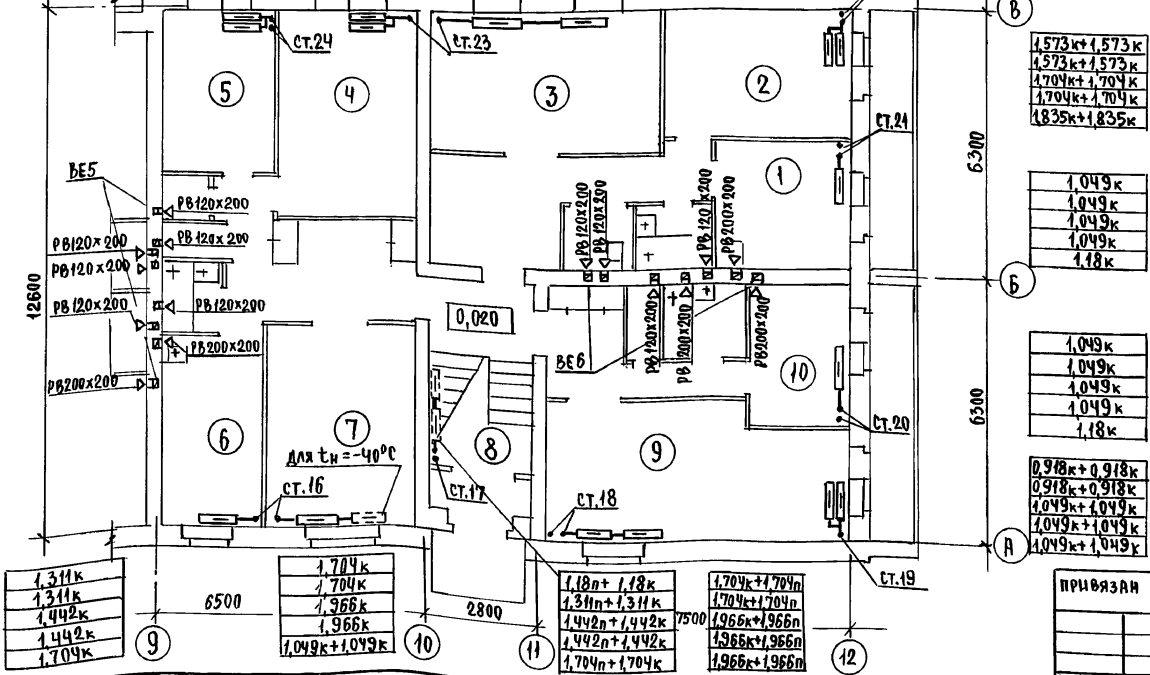 В
СТ.24
СТ.23
1,573к+1,573к
1,573к+1,573к
1,704к+1,704к
1,704к+1,704к
1,835к+1,835к
5
4
3
2
СТ.21
6300
1
ВЕ5
РВ120х200
РВ120х200
РВ120х200
РВ120х200
РВ120х200
РВ120х200
РВ200х200
РВ200х200
РВ120х200
РВ120х200
РВ120х200
РВ200х200
1,049к
1,049к
1,049к
1,049к
1,18к
Б
12600
0,020
ВЕ6
РВ120х200
РВ200х200
РВ200х200
10
1,049к
1,049к
1,049к
1,049к
1,18к
6300
СТ.20
6
7
8
9
для tн=-40°С
СТ.16
СТ.17
СТ.18
0,918к+0,918к
0,918к+0,918к
1,049к+1,049к
1,049к+1,049к
1,049к+1,049к
А
СТ.19
1,311к
1,311к
1,442к
1,442к
1,704к
6500
1,704к
1,704к
1,966к
1,966к
1,049к+1,049к
2800
1,18п+1,18к
1,311п+1,311к
1,442п+1,442к
1,442п+1,442к
1,704п+1,704к
7500
1,704к+1,704п
1,704к+1,704п
1,966к+1,966п
1,966к+1,966п
1,966к+1,966п
ПРИВЯЗАН
9
10
11
12